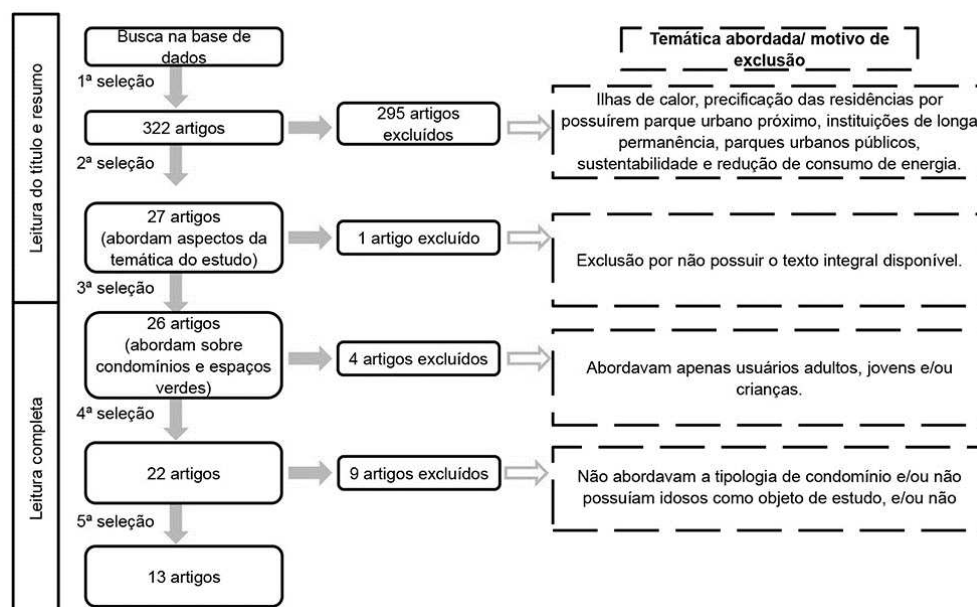 Leitura do título e resumo
Busca na base de
dados
Temática abordada/ motivo de
exclusão
1ª seleção
322 artigos
295 artigos
excluídos
Ilhas de calor, precificação das residências por
possuírem parque urbano próximo, instituições de longa
permanência, parques urbanos públicos,
sustentabilidade e redução de consumo de energia.
2ª seleção
27 artigos
(abordam aspectos da
temática do estudo)
1 artigo excluído
Exclusão por não possuir o texto integral disponível.
3ª seleção
Leitura completa
26 artigos
(abordam sobre
condomínios e espaços
verdes)
4 artigos excluídos
Abordavam apenas usuários adultos, jovens e/ou
crianças.
4ª seleção
22 artigos
9 artigos excluídos
Não abordavam a tipologia de condomínio e/ou não
possuíam idosos como objeto de estudo, e/ou não
5ª seleção
13 artigos